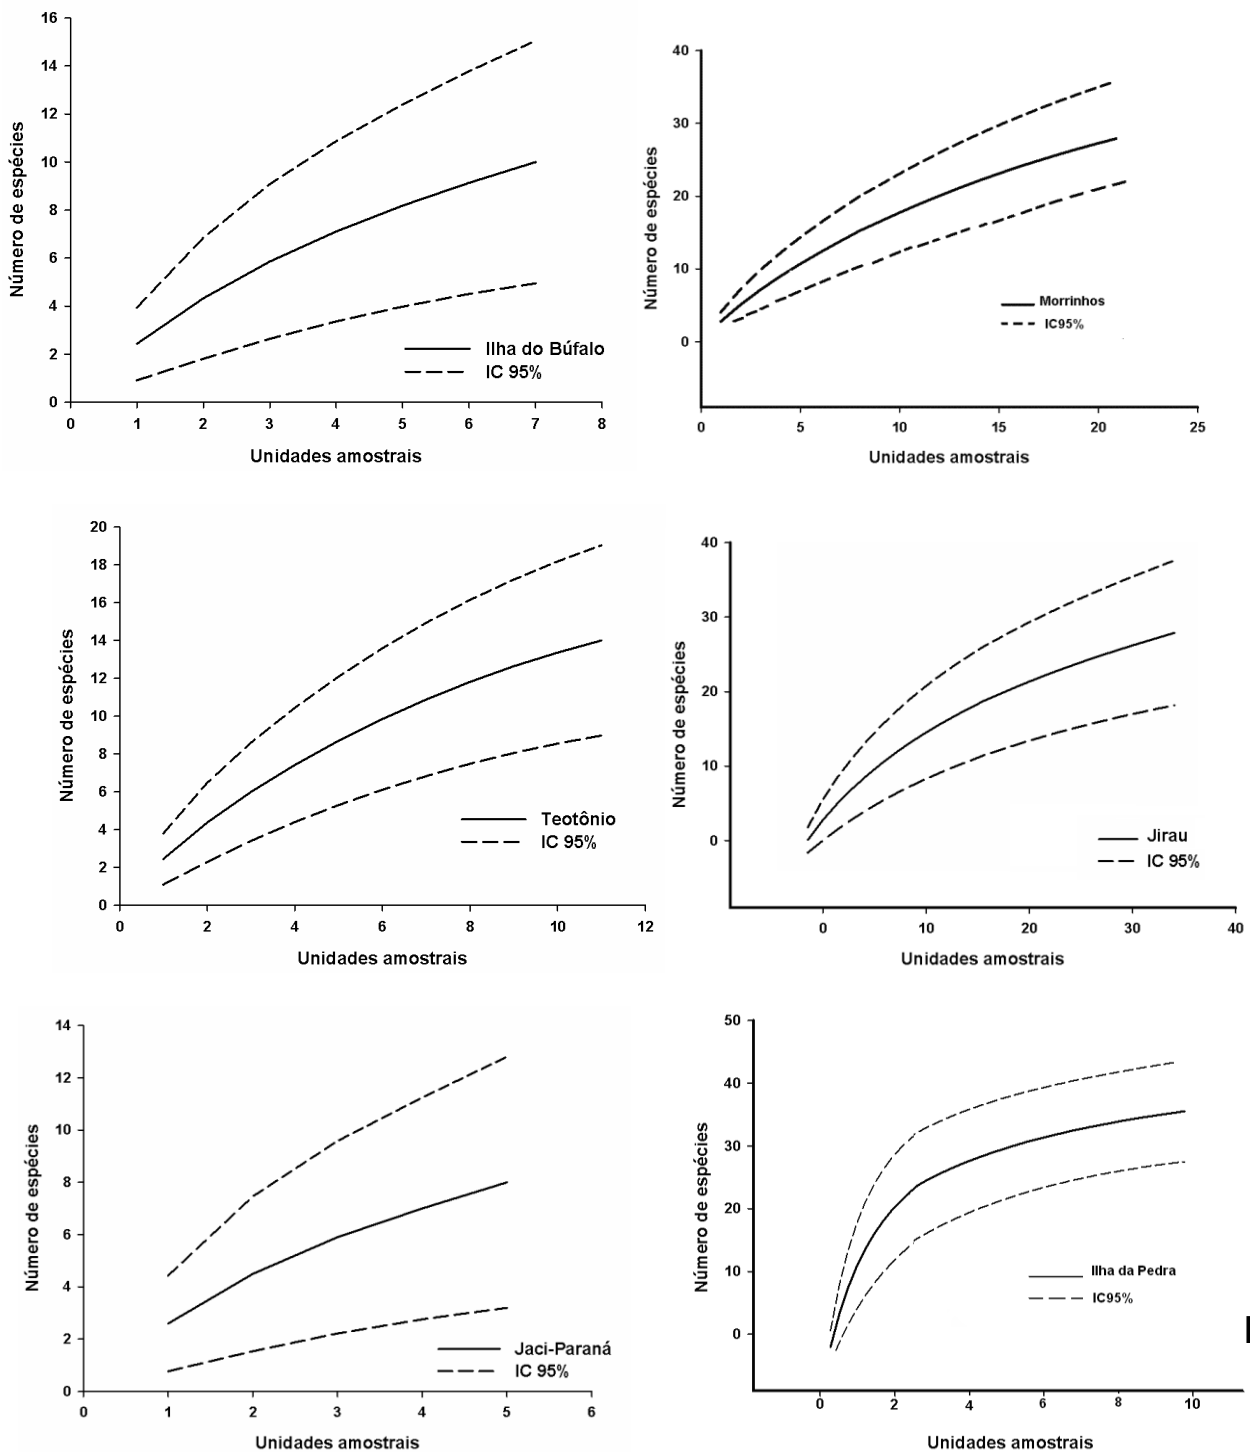 16
14
12
10
8
6
4
2
0
Número de espécies
0 1 2 3 4 5 6 7 8
Unidades amostrais
Ilha do Búfalo
IC 95%
40
30
20
10
0
Número de espécies
0 5 10 15 20 25
Unidades amostrais
Morrinhos
IC95%
20
18
16
14
12
10
8
6
4
2
0
Número de espécies
0 2 4 6 8 10 12
Unidades amostrais
Teotônio
IC 95%
40
30
20
10
0
Número de espécies
0 10 20 30 40
Unidades amostrais
Jirau
IC 95%
14
12
10
8
6
4
2
0
Número de espécies
0 1 2 3 4 5 6
Unidades amostrais
Jaci-Paraná
IC 95%
50
40
30
20
10
0
Número de espécies
0 2 4 6 8 10
Unidades amostrais
Ilha da Pedra
IC95%